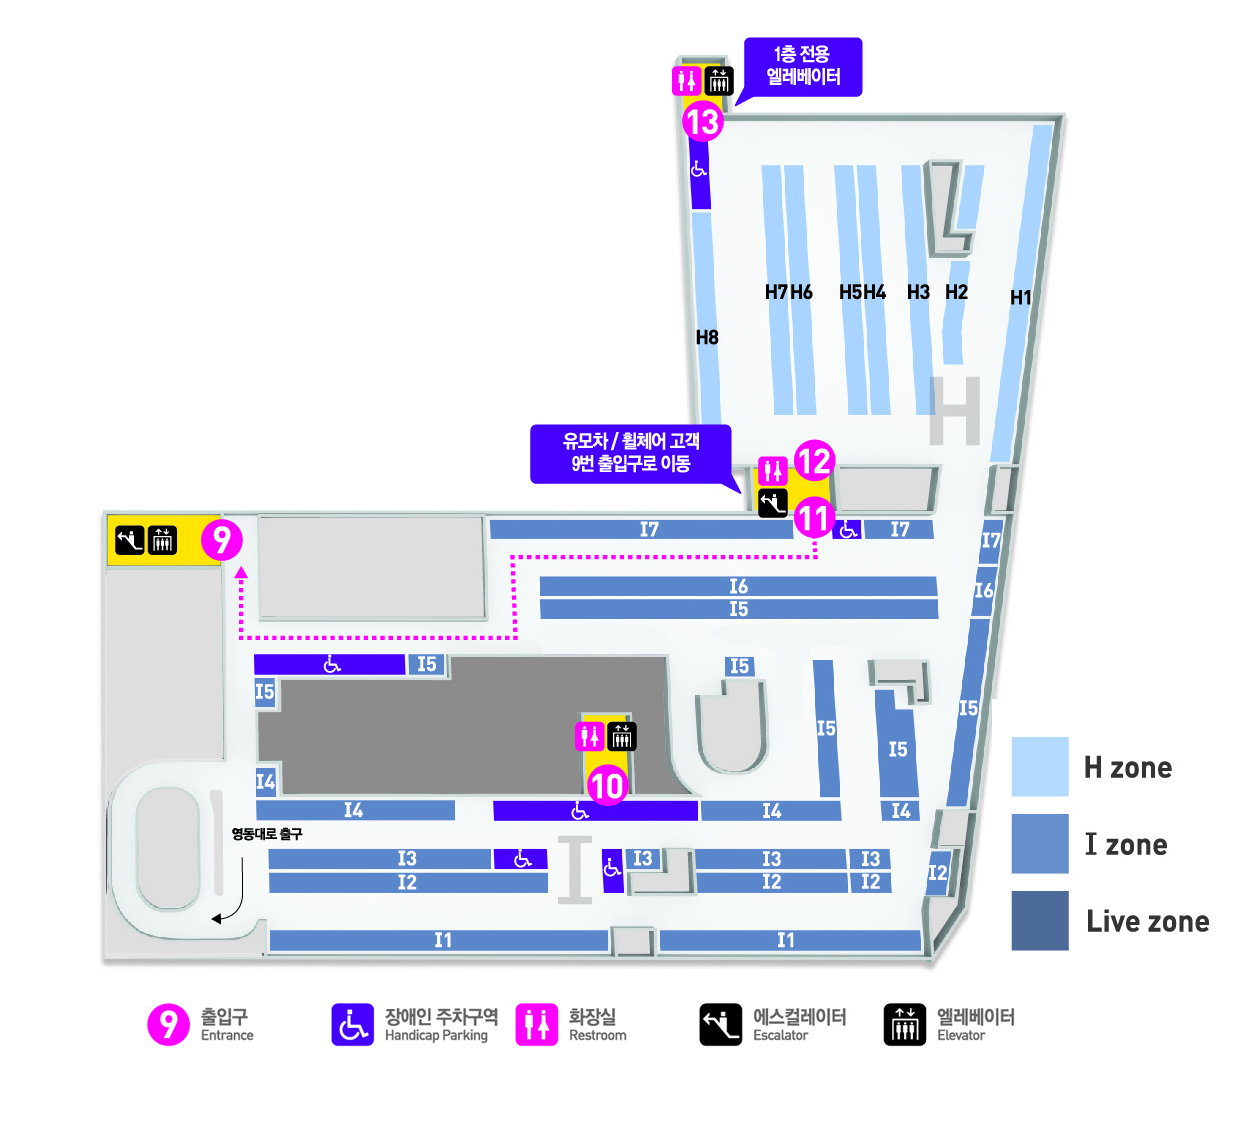 1층 전용
엘레베이터
13
H7 H6 H5 H4 H3 H2 H1
H8
H
유모차 / 휠체어 고객
9번 출입구로 이동
12
11
9
I7 I7 I7
I6 I6
I5
I5 I5
I5 I5
I5 I5
10
I4
I4 I4 I4
영동대로 출구
I
I3 I3 I3 I3
I2 I2 I2 I2
I1 I1
H zone
I zone
Live zone
9 출입구
Entrance
장애인 주차구역
Handicap Parking
화장실
Restroom
에스컬레이터
Escalator
엘레베이터
Elevator